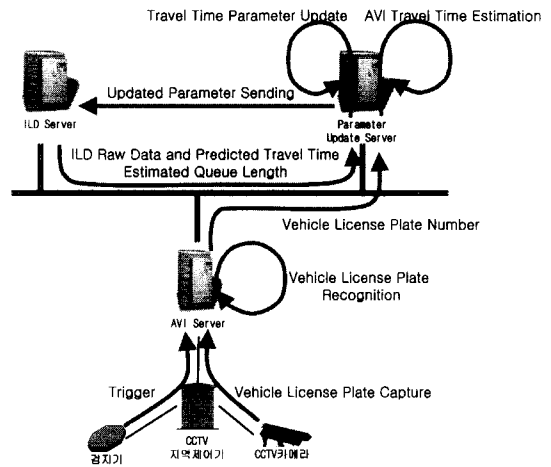 Travel Time Parameter Update
AVI Travel Time Estimation
Updated Parameter Sending
ILD Server
Parameter
Update Server
ILD Raw Data and Predicted Travel Time
Estimated Queue Length
Vehicle License Plate Number
Vehicle License Plate
Recognition
AVI Server
Trigger
Vehicle License Plate Capture
검지기
CCTV
지역제어기
CCTV카메라